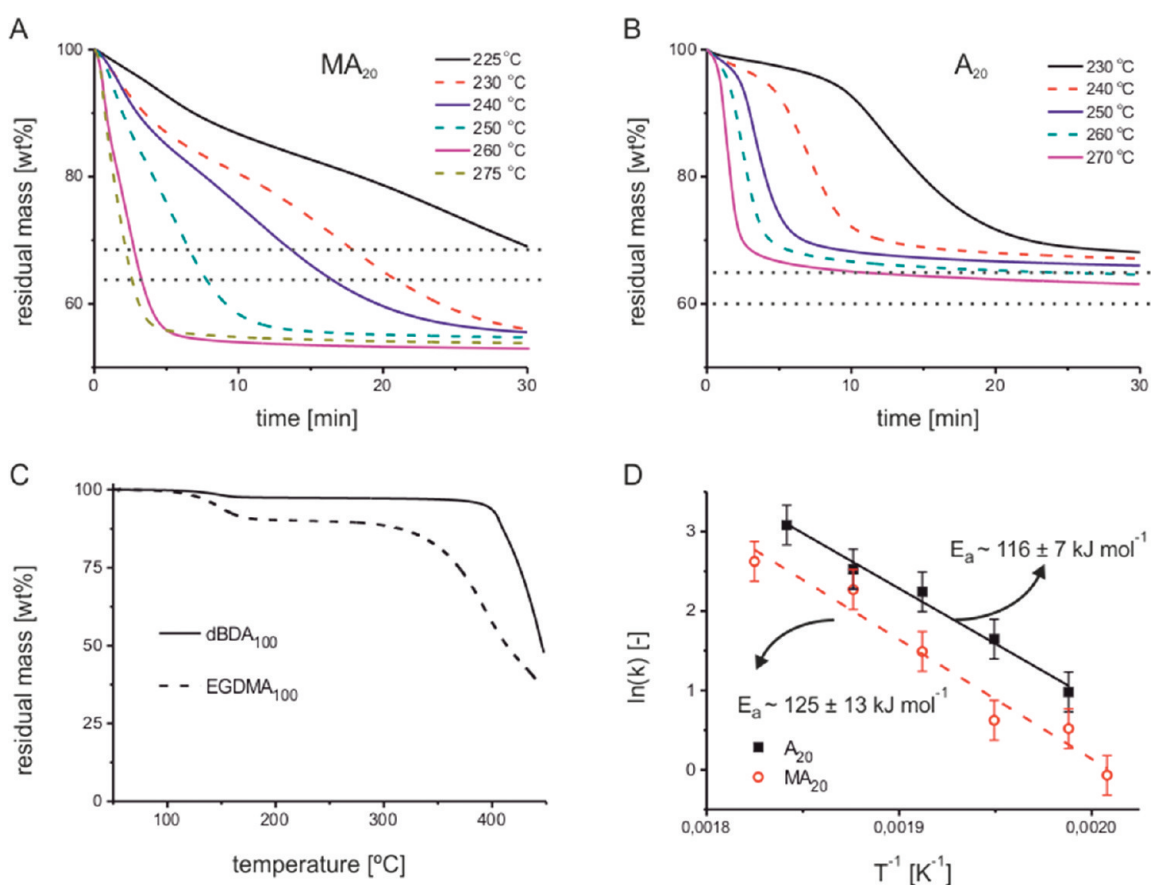 A
MA₂₀
225 °C
230 °C
240 °C
250 °C
260 °C
275 °C
100
80
60
0
10
20
30
residual mass [wt%]
time [min]
B
A₂₀
230 °C
240 °C
250 °C
260 °C
270 °C
100
80
60
0
10
20
30
residual mass [wt%]
time [min]
C
100
75
50
25
0
dBDA₁₀₀
EGDMA₁₀₀
100
200
300
400
residual mass [wt%]
temperature [ºC]
D
3
2
1
0
Eₐ ~ 116 ± 7 kJ mol⁻¹
Eₐ ~ 125 ± 13 kJ mol⁻¹
A₂₀
MA₂₀
0,0018
0,0019
0,0020
ln(k) [-]
T⁻¹ [K⁻¹]